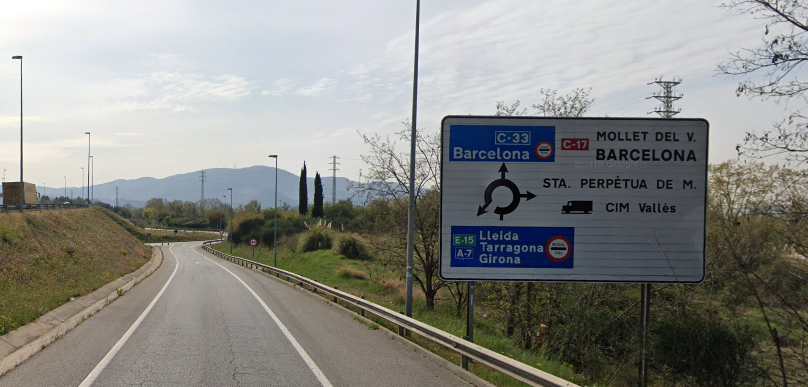 C-33
Barcelona
C-17
MOLLET DEL V.
BARCELONA
STA. PERPÈTUA DE M.
CIM Vallès
E-15
A-7
Lleida
Tarragona
Girona